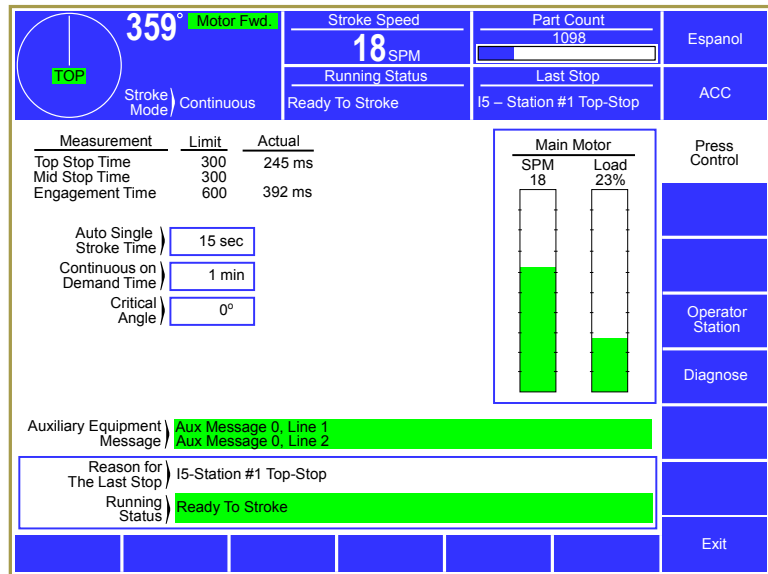 359° Motor Fwd.
TOP
Stroke Mode Continuous
Stroke Speed
18 SPM
Part Count
1098
Running Status
Ready To Stroke
Last Stop
I5 – Station #1 Top-Stop
Espanol
ACC
Press
Control
Operator
Station
Diagnose
Exit
Measurement Limit Actual
Top Stop Time 300 245 ms
Mid Stop Time 300
Engagement Time 600 392 ms
Auto Single
Stroke Time 15 sec
Continuous on
Demand Time 1 min
Critical
Angle 0°
Main Motor
SPM Load
18 23%
Auxiliary Equipment
Message
Aux Message 0, Line 1
Aux Message 0, Line 2
Reason for
The Last Stop I5-Station #1 Top-Stop
Running
Status Ready To Stroke